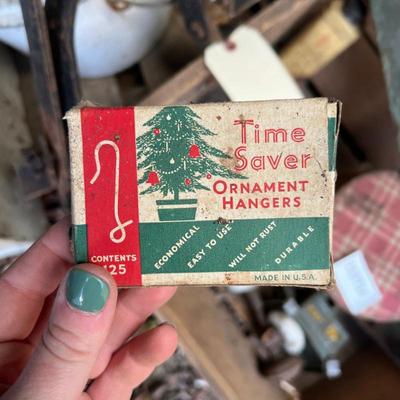 Time
Saver
ORNAMENT
HANGERS
CONTENTS
125
ECONOMICAL
EASY TO USE
WILL NOT RUST
DURABLE
MADE IN U.S.A.